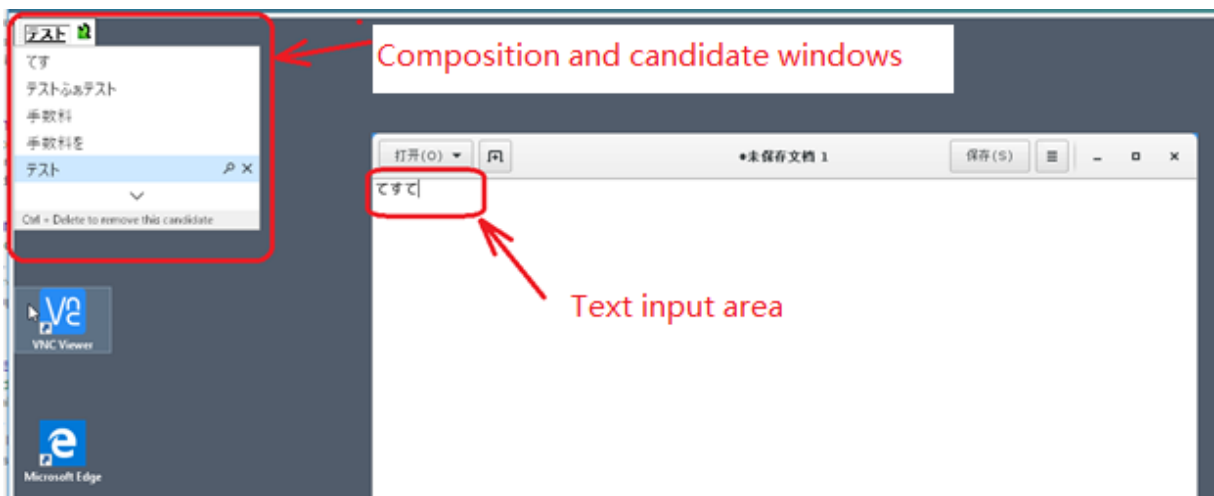 テスト
てす
テストふぁテスト
手数料
手数料を
テスト
Ctrl + Delete to remove this candidate
Composition and candidate windows
打开(O)
•未保存文档 1
保存(S)
てすて
Text input area
VNC Viewer
Microsoft Edge